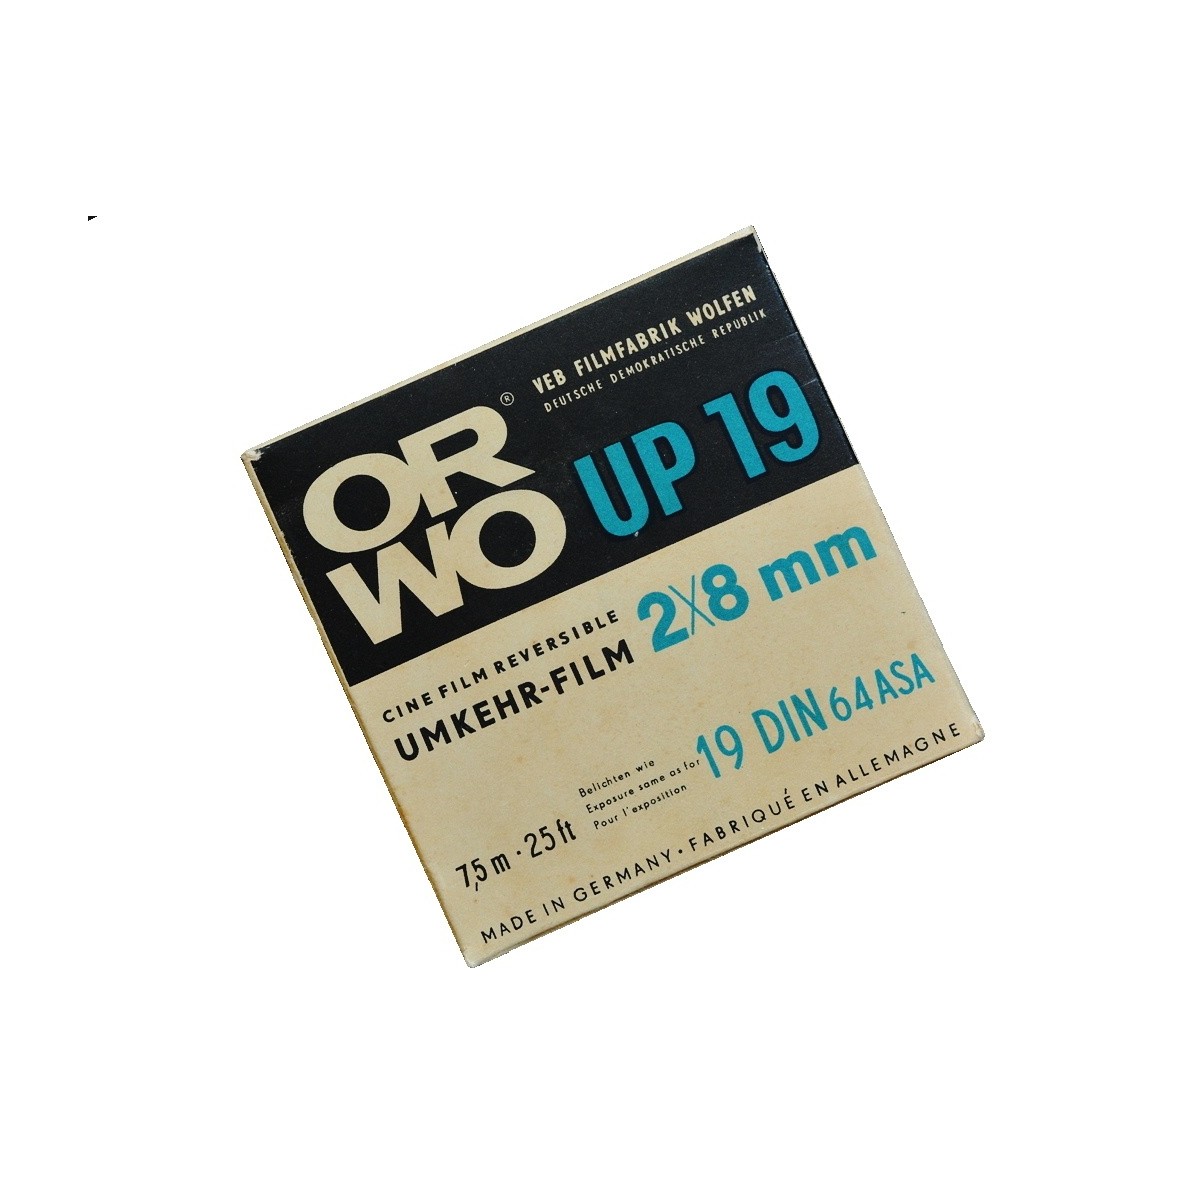 VEB FILMFABRIK WOLFEN
DEUTSCHE DEMOKRATISCHE REPUBLIK
OR
WO ®
UP 19
CINE FILM REVERSIBLE
UMKEHR-FILM
2X8 mm
Belichten wie
Exposure same as for
Pour l'exposition
19 DIN 64 ASA
7,5 m · 25 ft
MADE IN GERMANY · FABRIQUÉ EN ALLEMAGNE